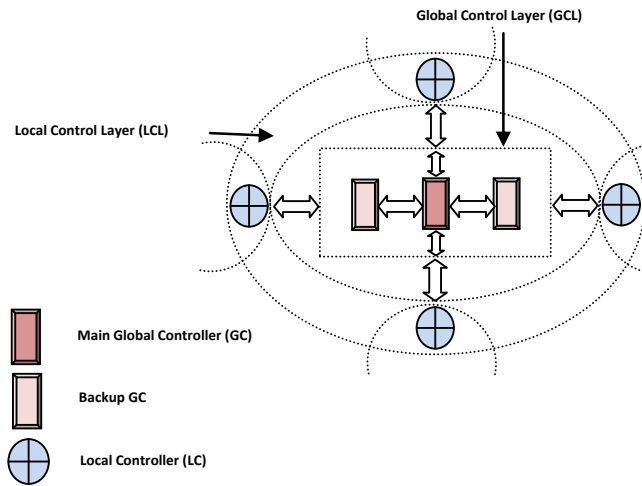 Global Control Layer (GCL)
Local Control Layer (LCL)
Main Global Controller (GC)
Backup GC
Local Controller (LC)